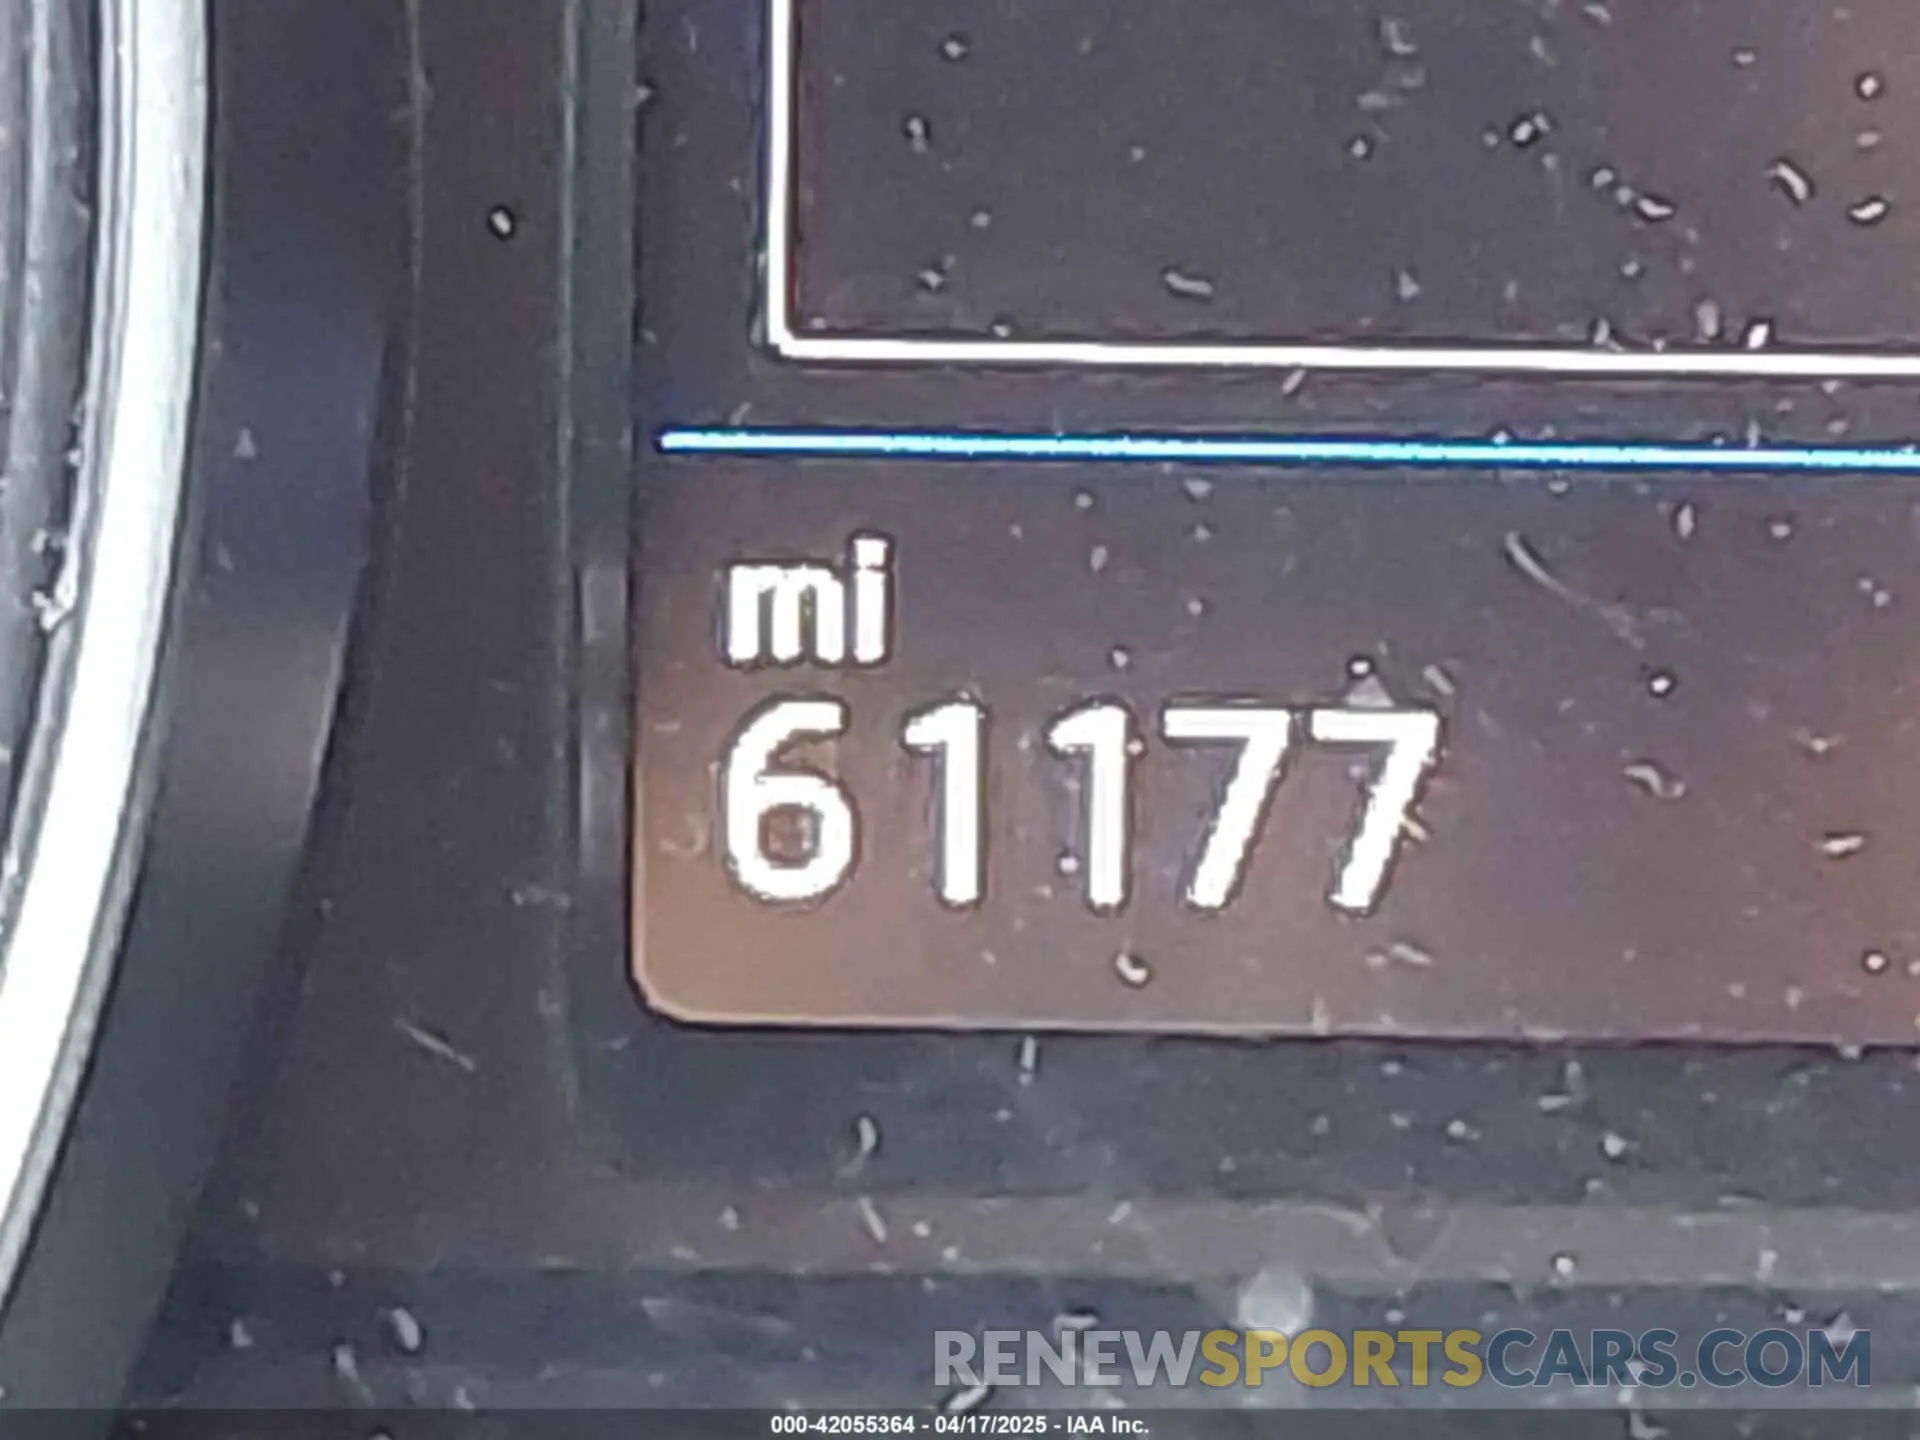 mi
61177
RENEWSPORTSCARS.COM
000-42055364 - 04/17/2025 - IAA Inc.